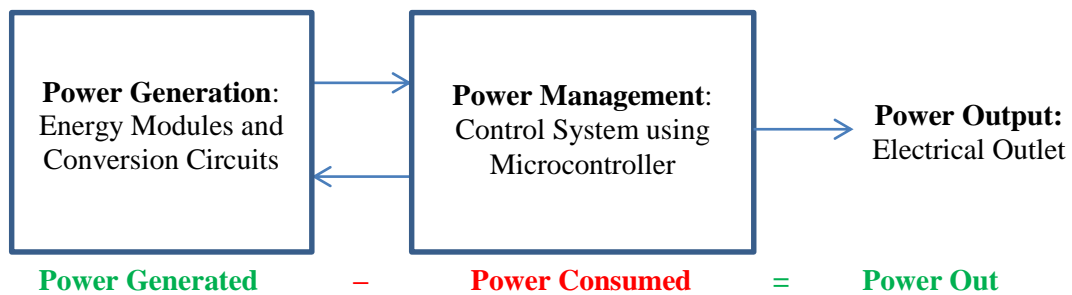 Power Generation:
Energy Modules and
Conversion Circuits
Power Management:
Control System using
Microcontroller
Power Output:
Electrical Outlet
Power Generated – Power Consumed = Power Out